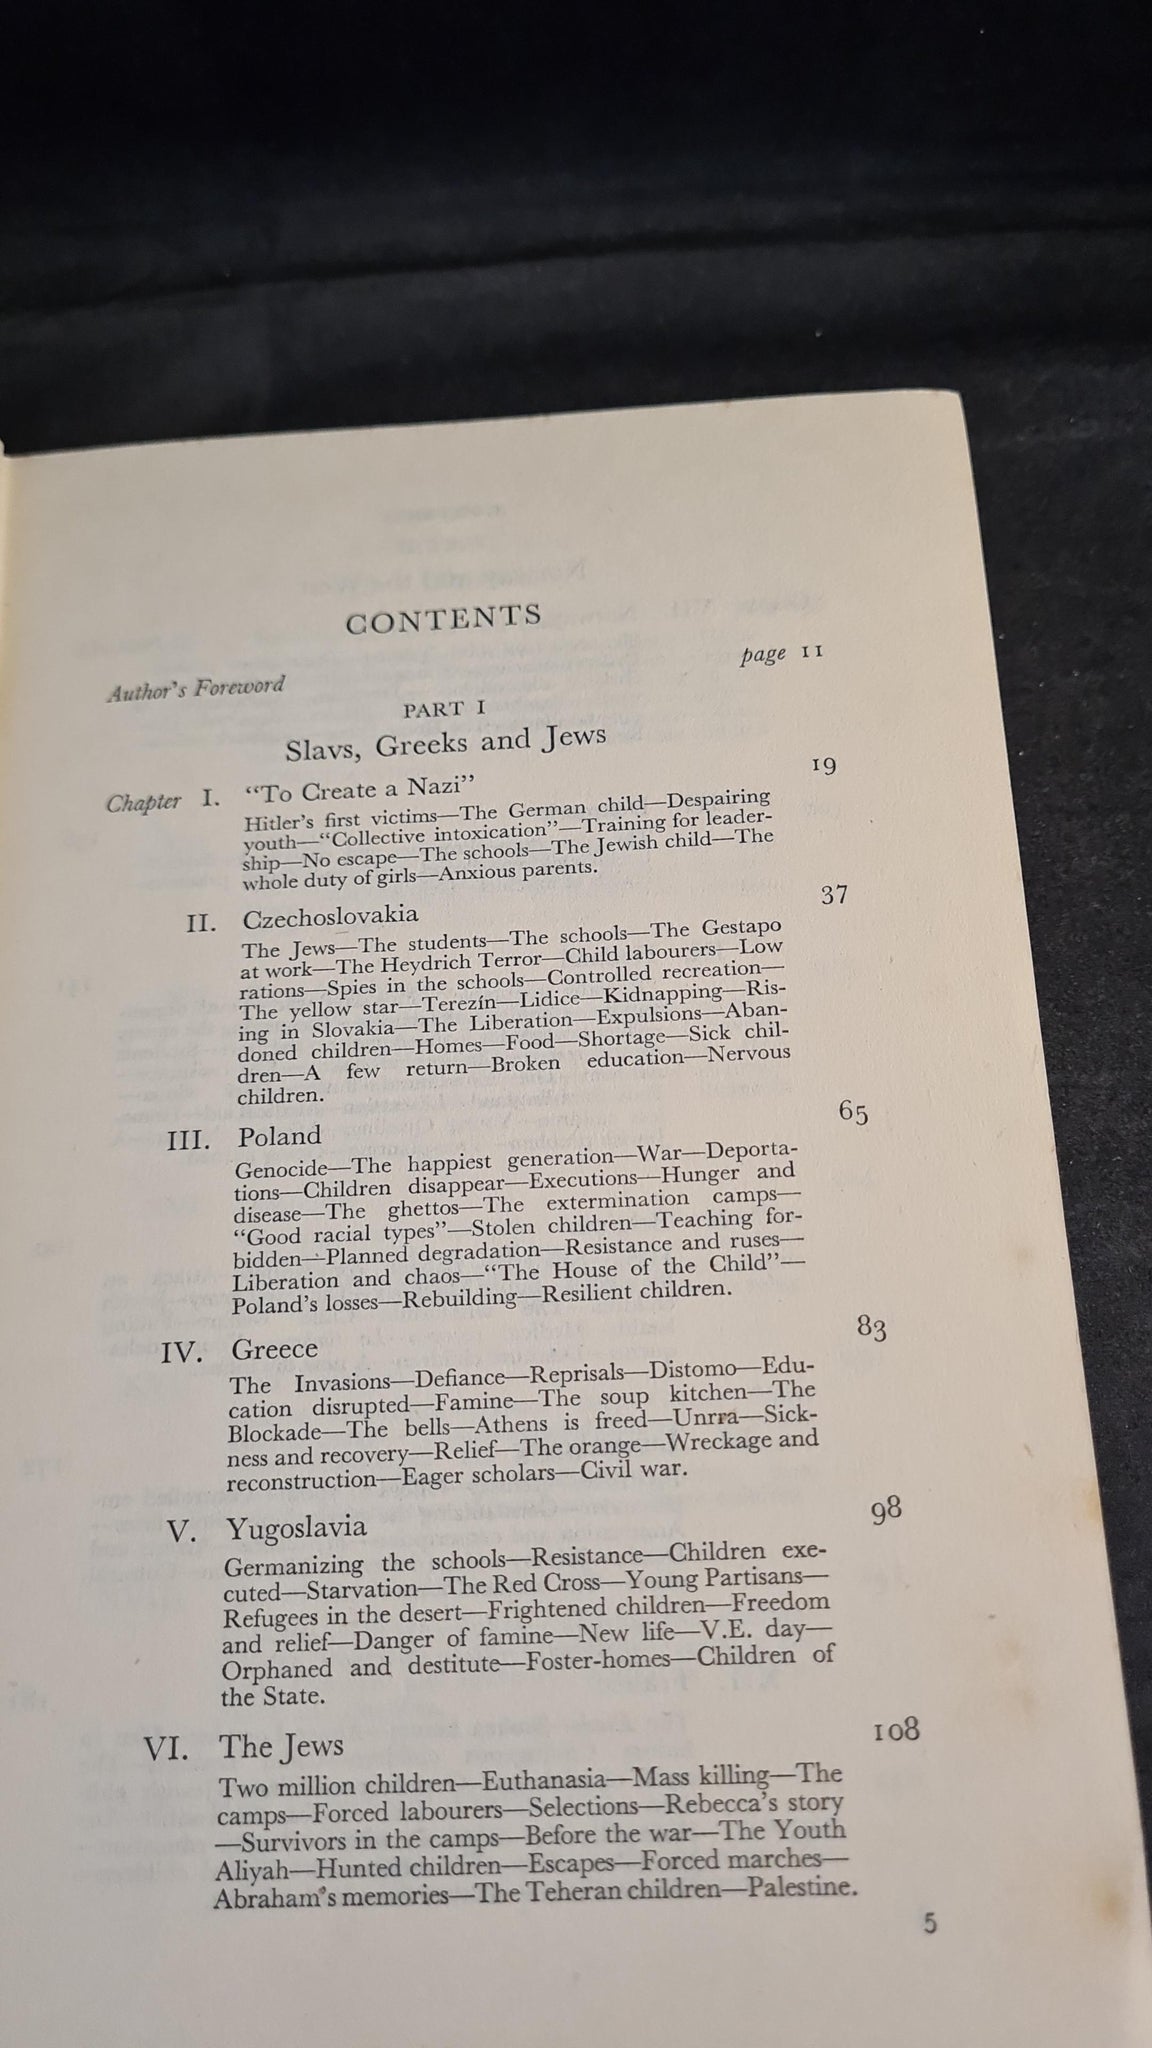 CONTENTS
Author's Foreword page 11
PART I
Slavs, Greeks and Jews
Chapter I. "To Create a Nazi" 19
Hitler's first victims—The German child—Despairing
youth—"Collective intoxication"—Training for leader-
ship—No escape—The schools—The Jewish child—The
whole duty of girls—Anxious parents.
II. Czechoslovakia 37
The Jews—The students—The schools—The Gestapo
at work—The Heydrich Terror—Child labourers—Low
rations—Spies in the schools—Controlled recreation—
The yellow star—Terezín—Lidice—Kidnapping—Ris-
ing in Slovakia—The Liberation—Expulsions—Aban-
doned children—Homes—Food—Shortage—Sick chil-
dren—A few return—Broken education—Nervous
children.
III. Poland 65
Genocide—The happiest generation—War—Deporta-
tions—Children disappear—Executions—Hunger and
disease—The ghettos—The extermination camps—
"Good racial types"—Stolen children—Teaching for-
bidden—Planned degradation—Resistance and ruses—
Liberation and chaos—"The House of the Child"—
Poland's losses—Rebuilding—Resilient children.
IV. Greece 83
The Invasions—Defiance—Reprisals—Distomo—Edu-
cation disrupted—Famine—The soup kitchen—The
Blockade—The bells—Athens is freed—Unrra—Sick-
ness and recovery—Relief—The orange—Wreckage and
reconstruction—Eager scholars—Civil war.
V. Yugoslavia 98
Germanizing the schools—Resistance—Children exe-
cuted—Starvation—The Red Cross—Young Partisans—
Refugees in the desert—Frightened children—Freedom
and relief—Danger of famine—New life—V.E. day—
Orphaned and destitute—Foster-homes—Children of
the State.
VI. The Jews 108
Two million children—Euthanasia—Mass killing—The
camps—Forced labourers—Selections—Rebecca's story
—Survivors in the camps—Before the war—The Youth
Aliyah—Hunted children—Escapes—Forced marches—
Abraham's memories—The Teheran children—Palestine.
5